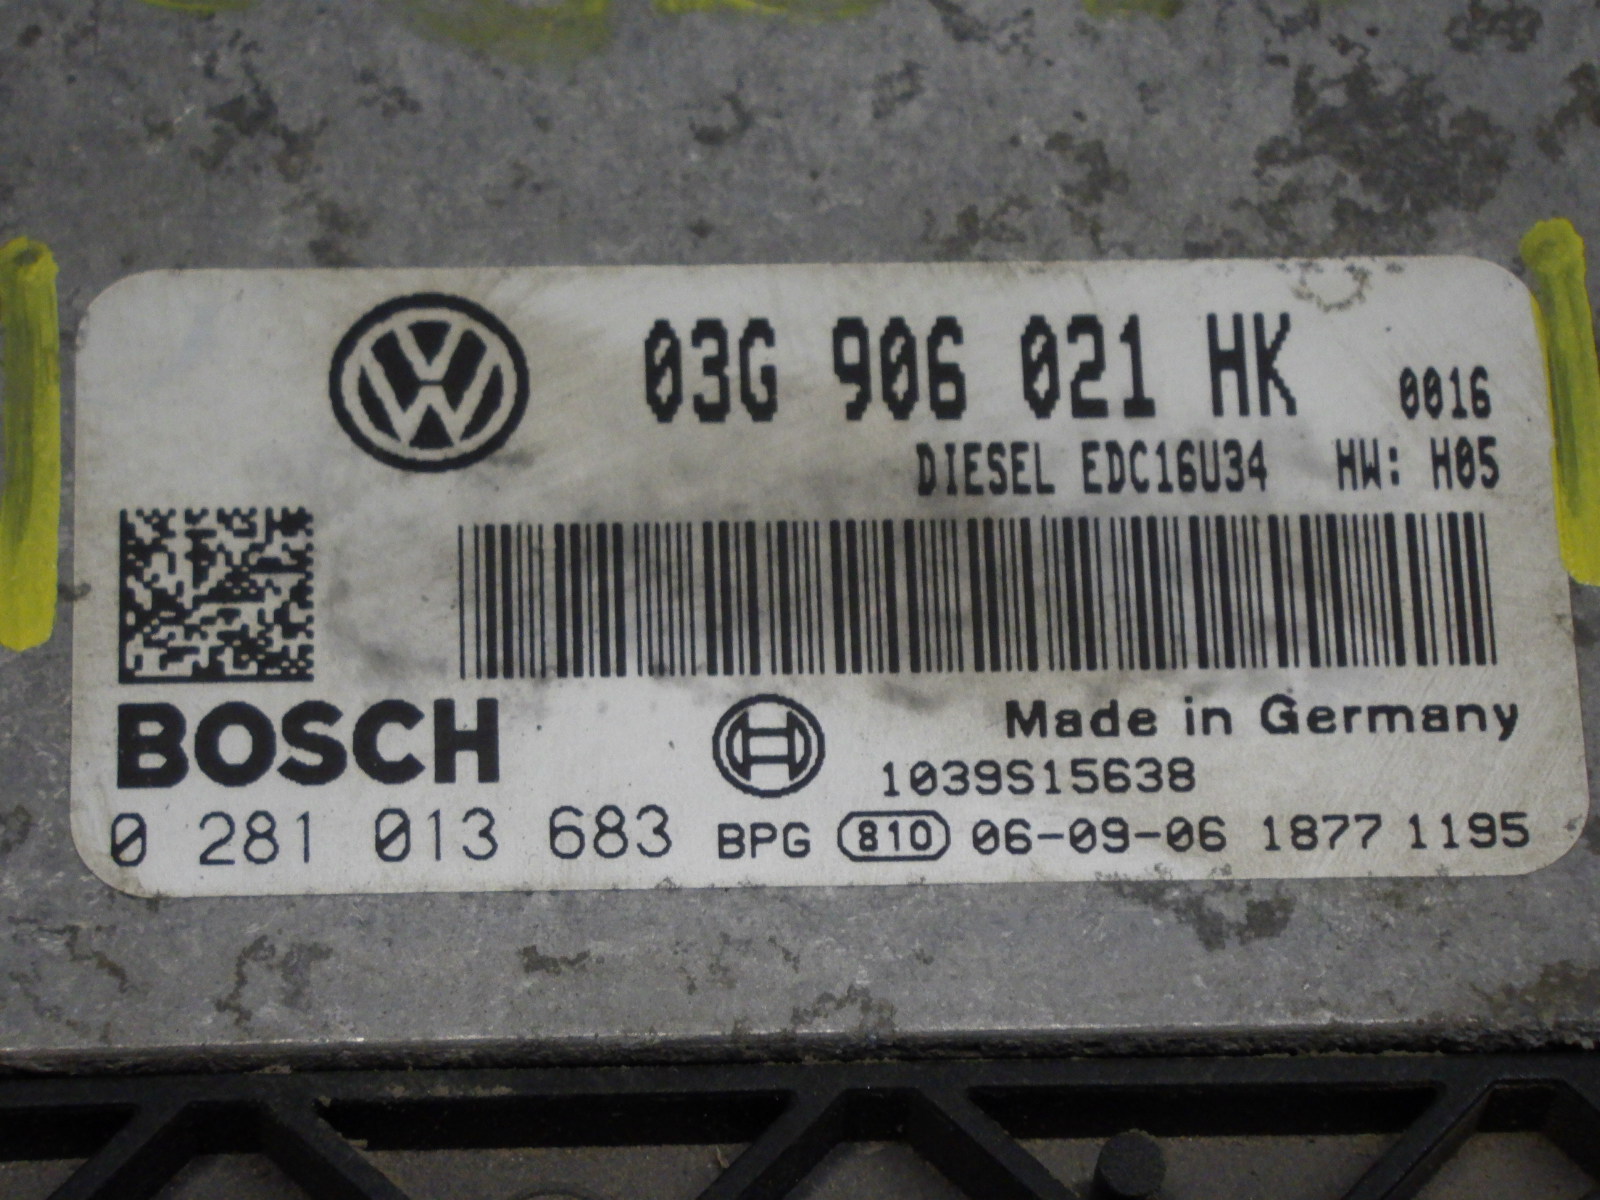 03G 906 021 HK 0016
DIESEL EDC16U34 HW: H05
BOSCH
Made in Germany
1039S15638
0 281 013 683 BPG 810 06-09-06 1877 1195